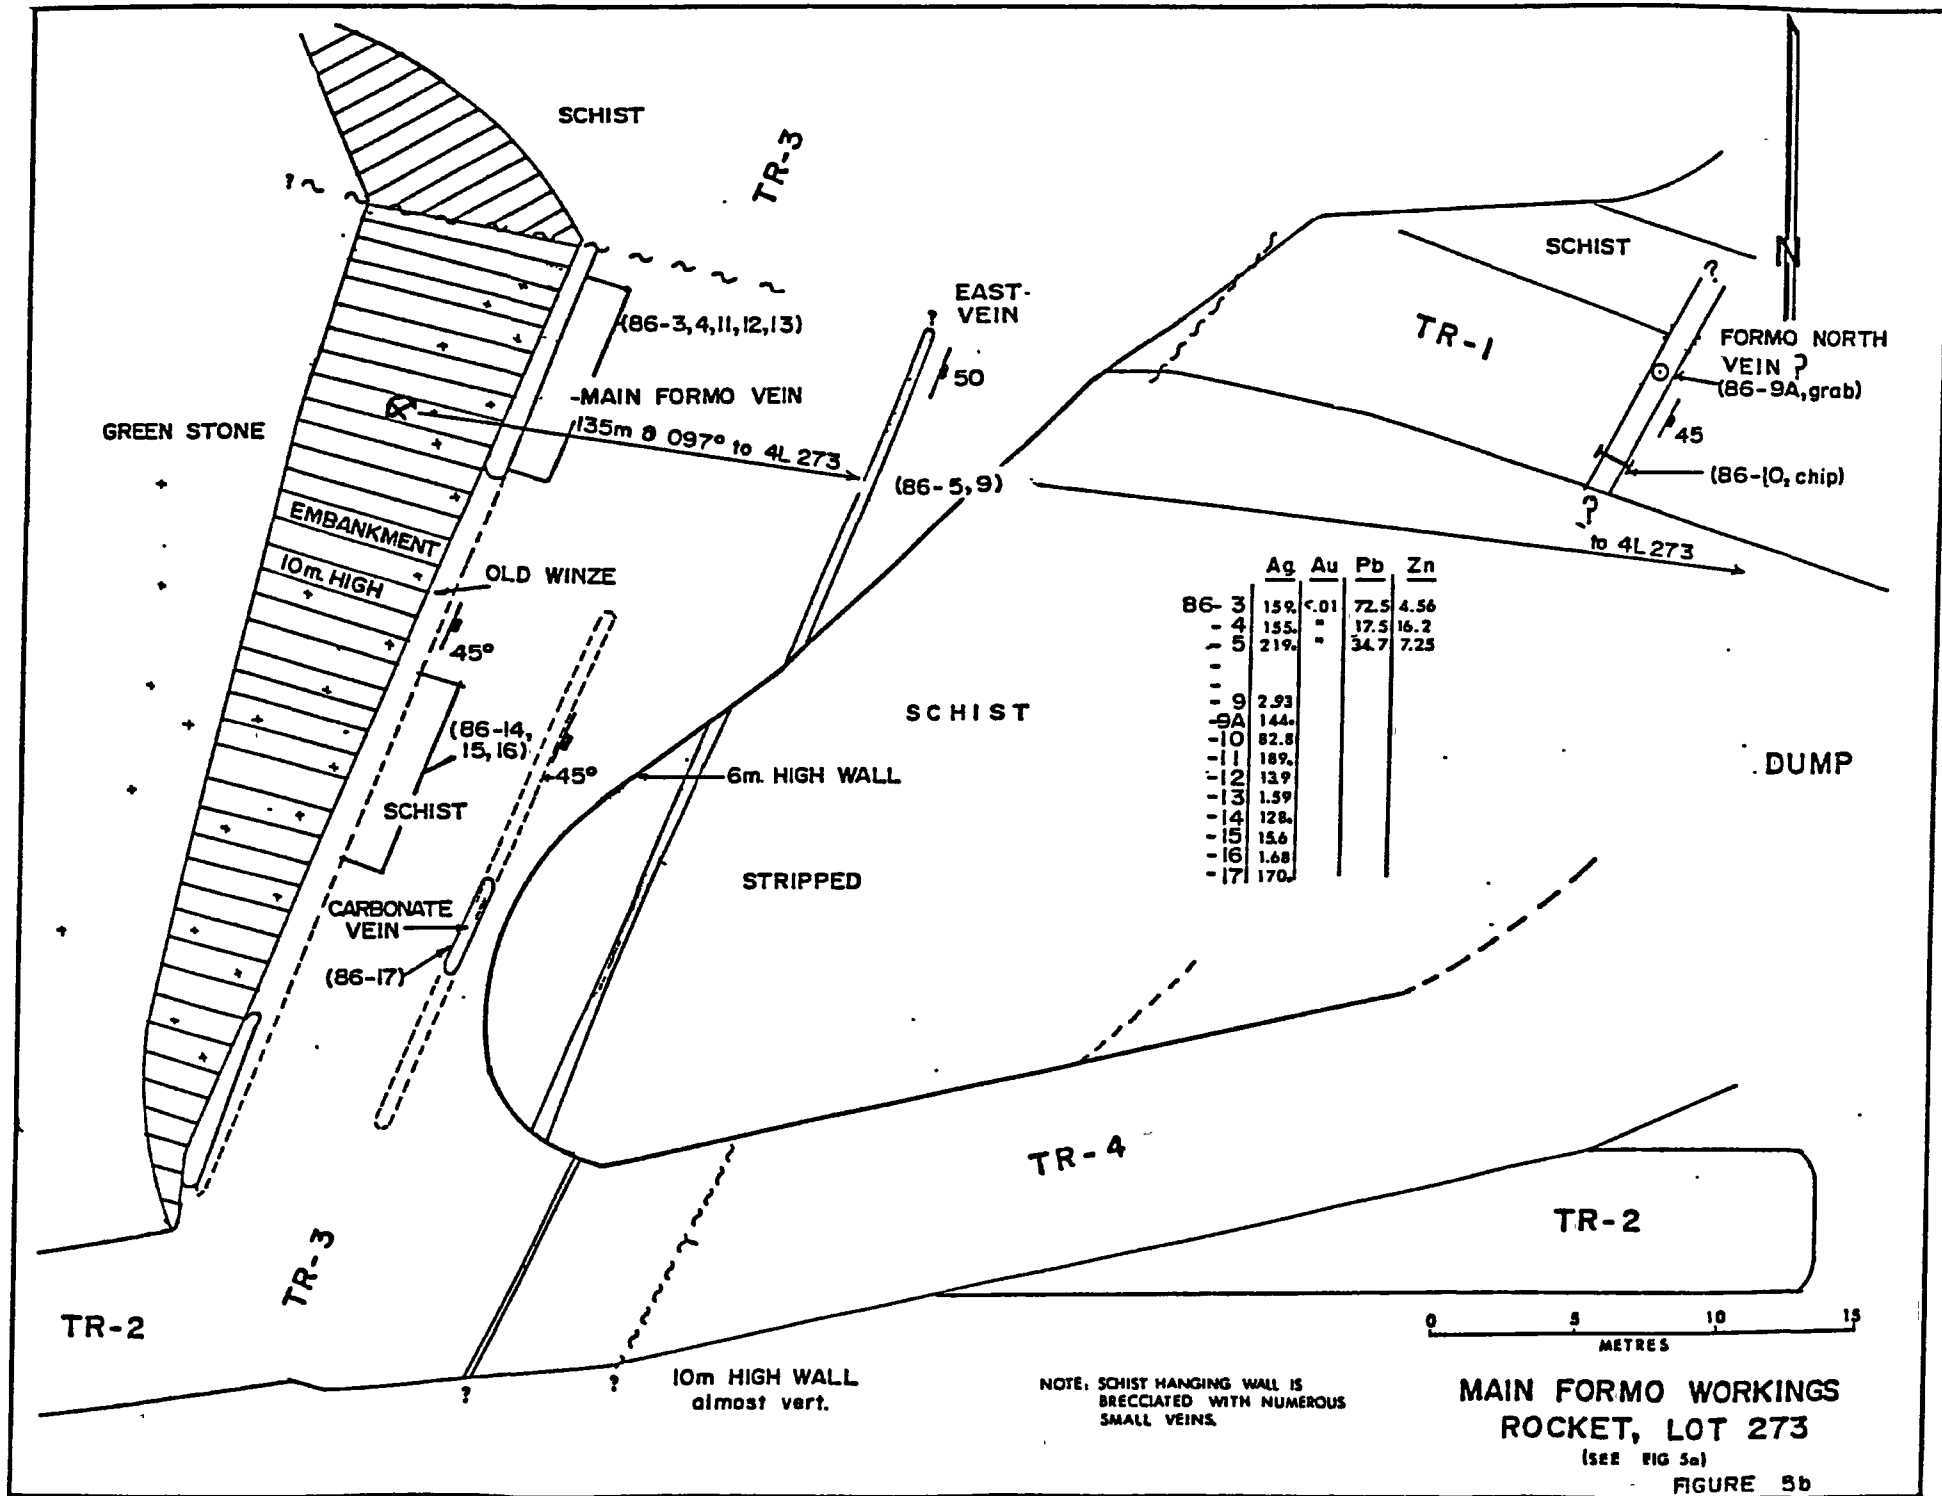 SCHIST
TR-3
? ~
EAST-
VEIN
?
50
(86-3,4,11,12,13)
-MAIN FORMO VEIN
135m @ 097° to 4L 273
GREEN STONE
(86-5,9)
SCHIST
N
TR-1
?
FORMO NORTH
VEIN ?
(86-9A,grab)
45
(86-10, chip)
?
to 4L 273
EMBANKMENT
10m. HIGH
OLD WINZE
45°
(86-14,
15,16)
SCHIST
45°
6m. HIGH WALL
CARBONATE
VEIN
(86-17)
SCHIST
STRIPPED
DUMP
Ag Au Pb Zn
86- 3 159. <.01 72.5 4.56
- 4 155. " 17.5 16.2
- 5 219. " 34.7 7.25
-
-
- 9 2.93
-9A 144.
-10 82.8
-11 189.
-12 13.9
-13 1.59
-14 128.
-15 15.6
-16 1.68
-17 170.
TR-4
TR-2
TR-3
TR-2
?
?
10m HIGH WALL
almost vert.
0 5 10 15
METRES
NOTE: SCHIST HANGING WALL IS
BRECCIATED WITH NUMEROUS
SMALL VEINS.
MAIN FORMO WORKINGS
ROCKET, LOT 273
(SEE FIG 5a)
FIGURE 5b